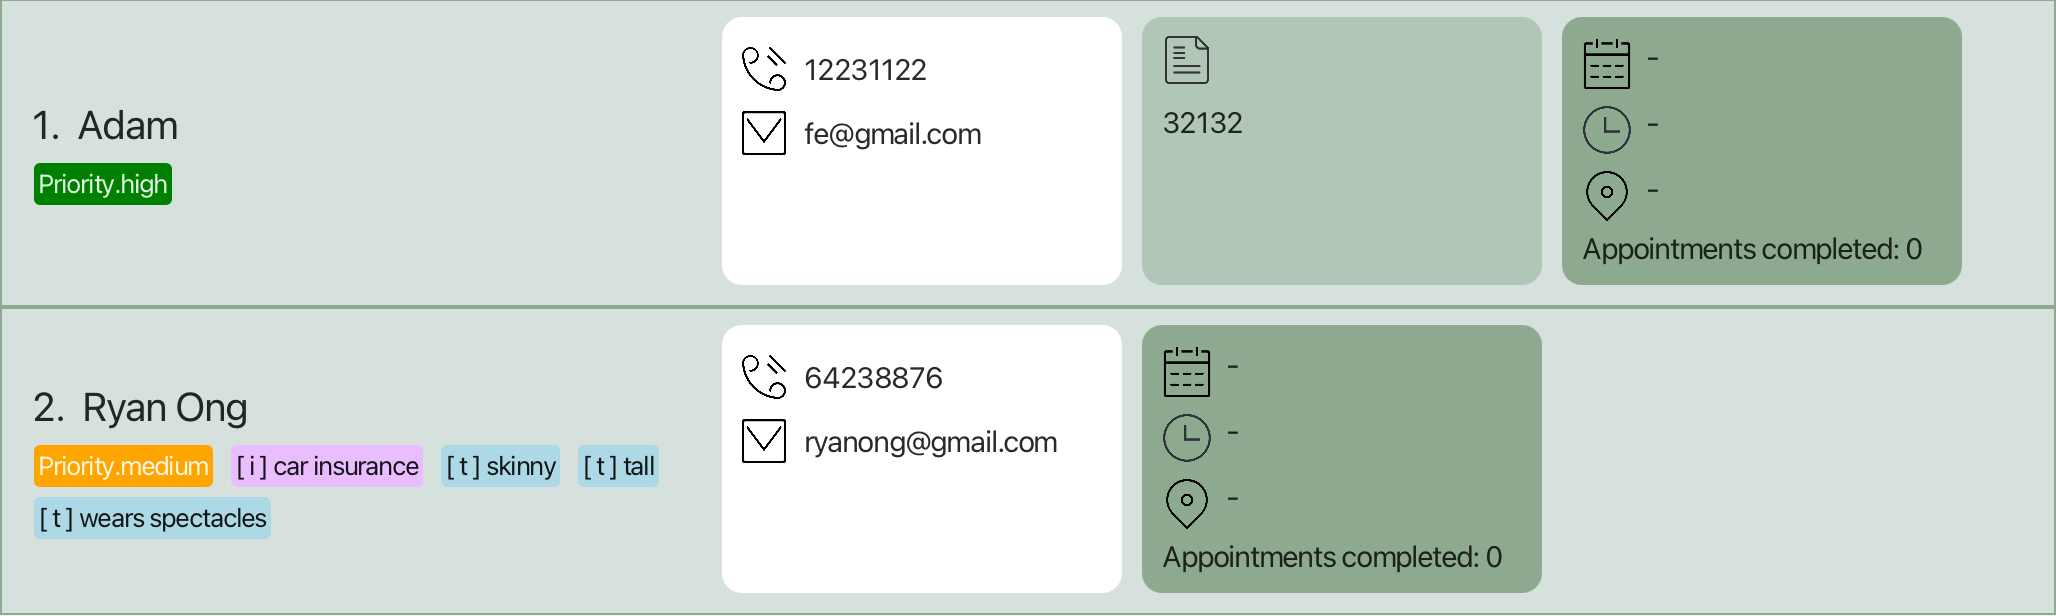 1. Adam
Priority.high
12231122
fe@gmail.com
32132
-
-
-
Appointments completed: 0
2. Ryan Ong
Priority.medium [ i ] car insurance [ t ] skinny [ t ] tall
[ t ] wears spectacles
64238876
ryanong@gmail.com
-
-
-
Appointments completed: 0